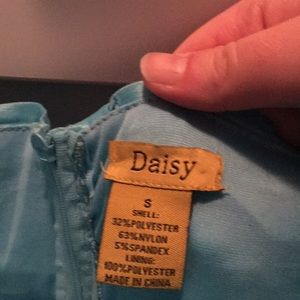 Daisy
S
SHELL:
32%POLYESTER
63%NYLON
5%SPANDEX
LINING:
100%POLYESTER
MADE IN CHINA